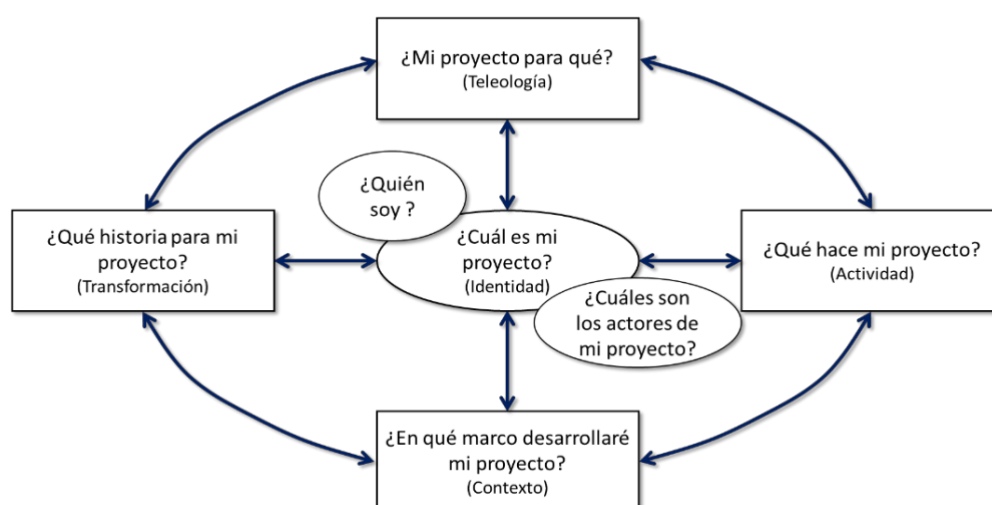 ¿Mi proyecto para qué?
(Teleología)
¿Quién
soy ?
¿Qué historia para mi
proyecto?
(Transformación)
¿Cuál es mi
proyecto?
(Identidad)
¿Qué hace mi proyecto?
(Actividad)
¿Cuáles son
los actores de
mi proyecto?
¿En qué marco desarrollaré
mi proyecto?
(Contexto)